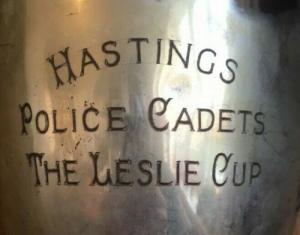 HASTINGS
POLICE CADETS
THE LESLIE CUP